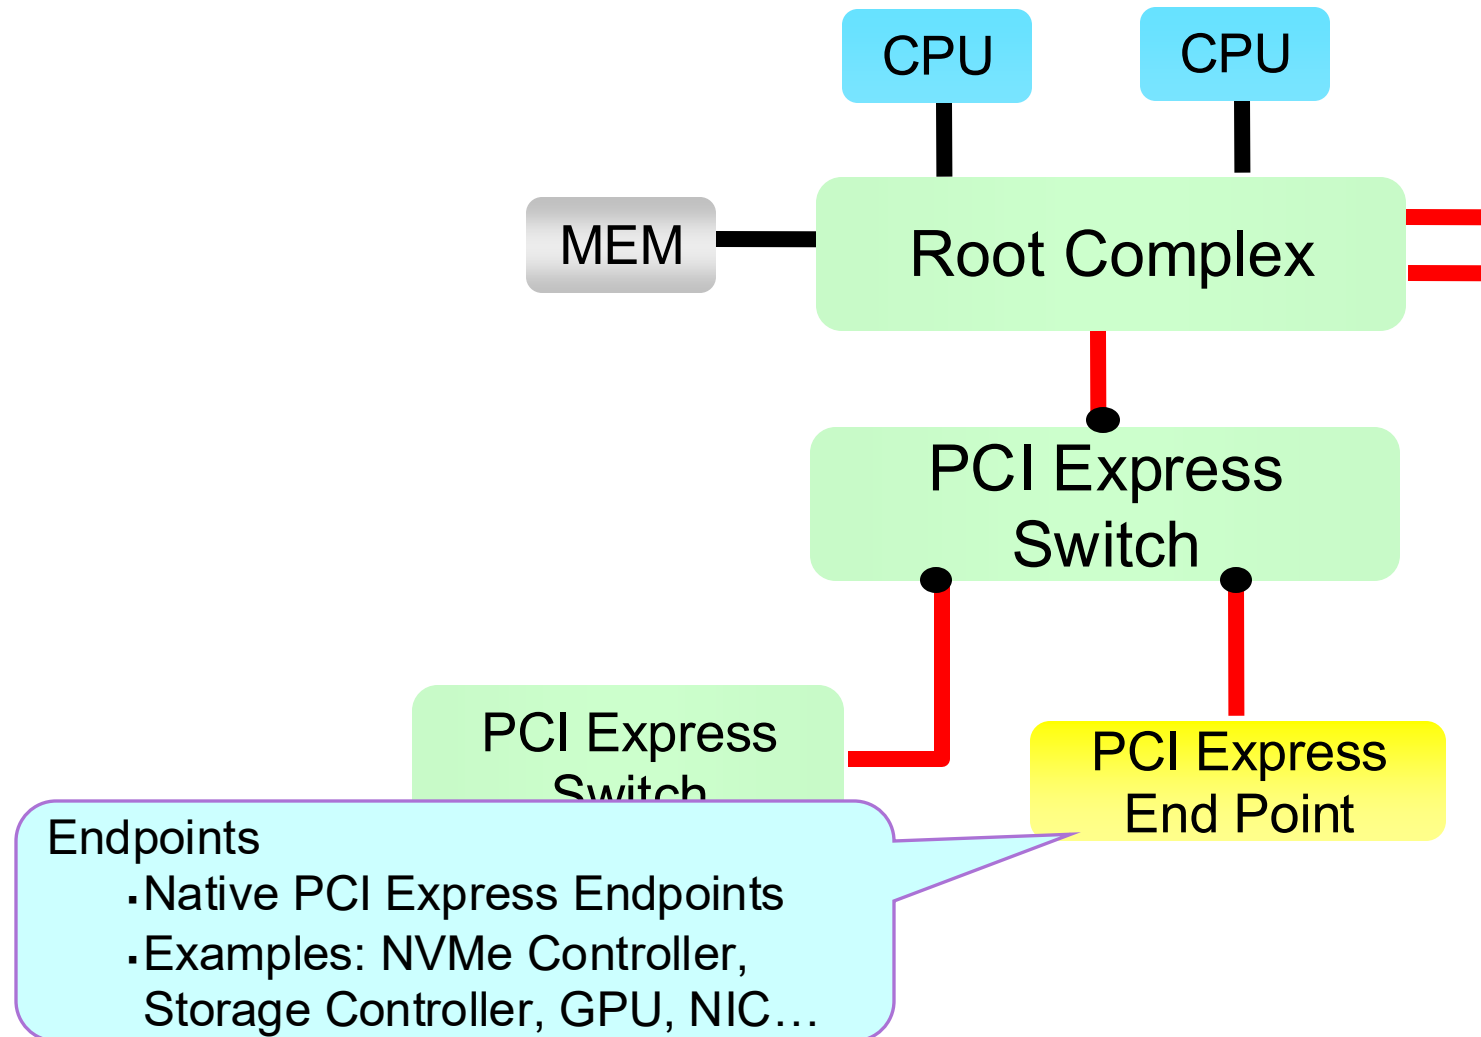 CPU
CPU
MEM
Root Complex
PCI Express
Switch
PCI Express
Switch
PCI Express
End Point
Endpoints
▪Native PCI Express Endpoints
▪Examples: NVMe Controller,
Storage Controller, GPU, NIC…